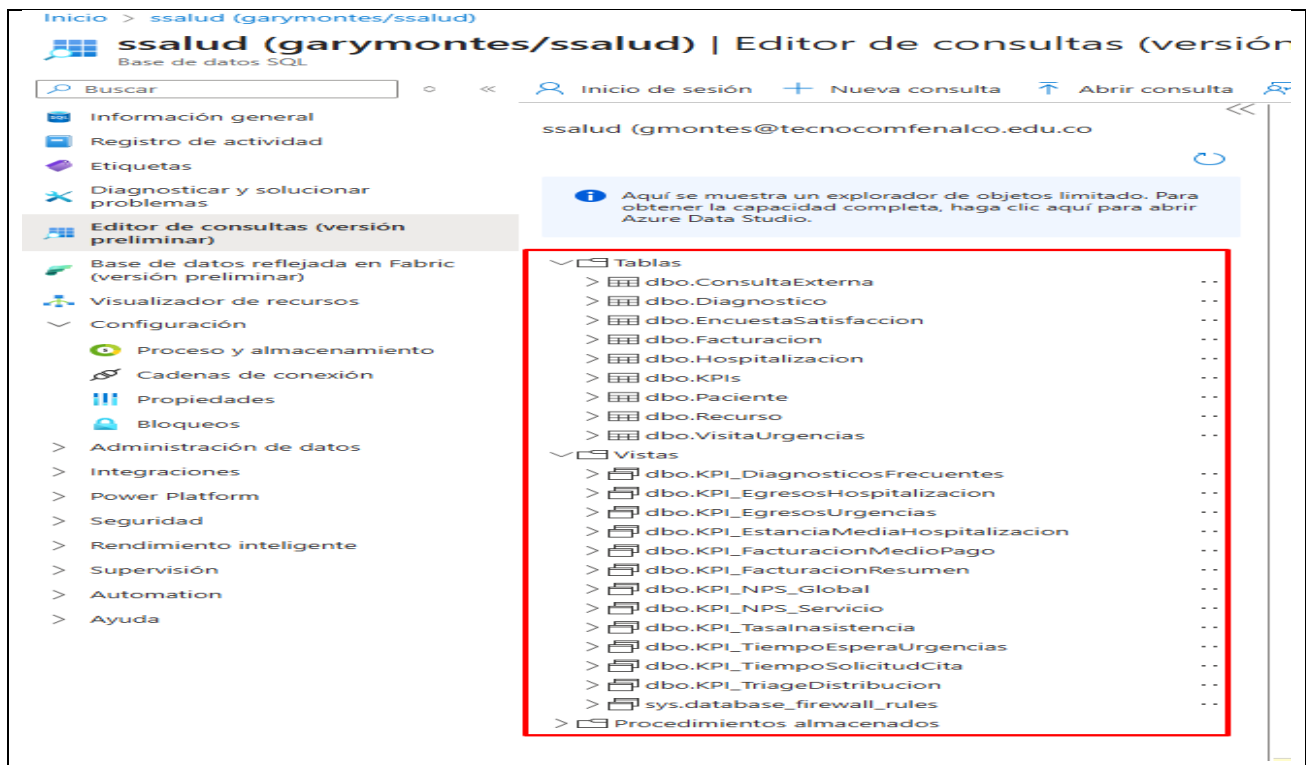 Inicio > ssalud (garymontes/ssalud)
ssalud (garymontes/ssalud) | Editor de consultas (versión
Base de datos SQL
Buscar
Información general
Registro de actividad
Etiquetas
Diagnosticar y solucionar
problemas
Editor de consultas (versión
preliminar)
Base de datos reflejada en Fabric
(versión preliminar)
Visualizador de recursos
Configuración
Proceso y almacenamiento
Cadenas de conexión
Propiedades
Bloqueos
Administración de datos
Integraciones
Power Platform
Seguridad
Rendimiento inteligente
Supervisión
Automation
Ayuda
Inicio de sesión + Nueva consulta Abrir consulta
ssalud (gmontes@tecnocomfenalco.edu.co
Aquí se muestra un explorador de objetos limitado. Para
obtener la capacidad completa, haga clic aquí para abrir
Azure Data Studio.
Tablas
dbo.ConsultaExterna
dbo.Diagnostico
dbo.EncuestaSatisfaccion
dbo.Facturacion
dbo.Hospitalizacion
dbo.KPIs
dbo.Paciente
dbo.Recurso
dbo.VisitaUrgencias
Vistas
dbo.KPI_DiagnosticosFrecuentes
dbo.KPI_EgresosHospitalizacion
dbo.KPI_EgresosUrgencias
dbo.KPI_EstanciaMediaHospitalizacion
dbo.KPI_FacturacionMedioPago
dbo.KPI_FacturacionResumen
dbo.KPI_NPS_Global
dbo.KPI_NPS_Servicio
dbo.KPI_TasaInasistencia
dbo.KPI_TiempoEsperaUrgencias
dbo.KPI_TiempoSolicitudCita
dbo.KPI_TriageDistribucion
sys.database_firewall_rules
Procedimientos almacenados